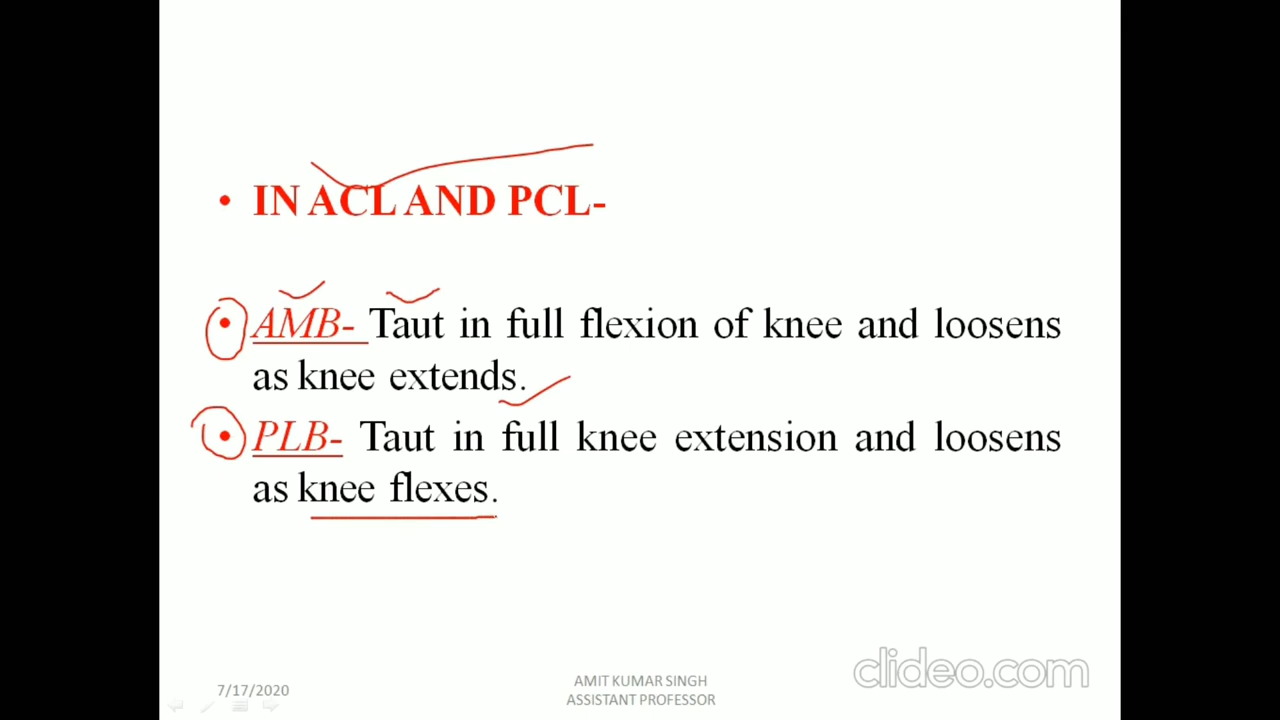 • IN ACL AND PCL-
• AMB- Taut in full flexion of knee and loosens
as knee extends.
• PLB- Taut in full knee extension and loosens
as knee flexes.
clideo.com
7/17/2020
AMIT KUMAR SINGH
ASSISTANT PROFESSOR